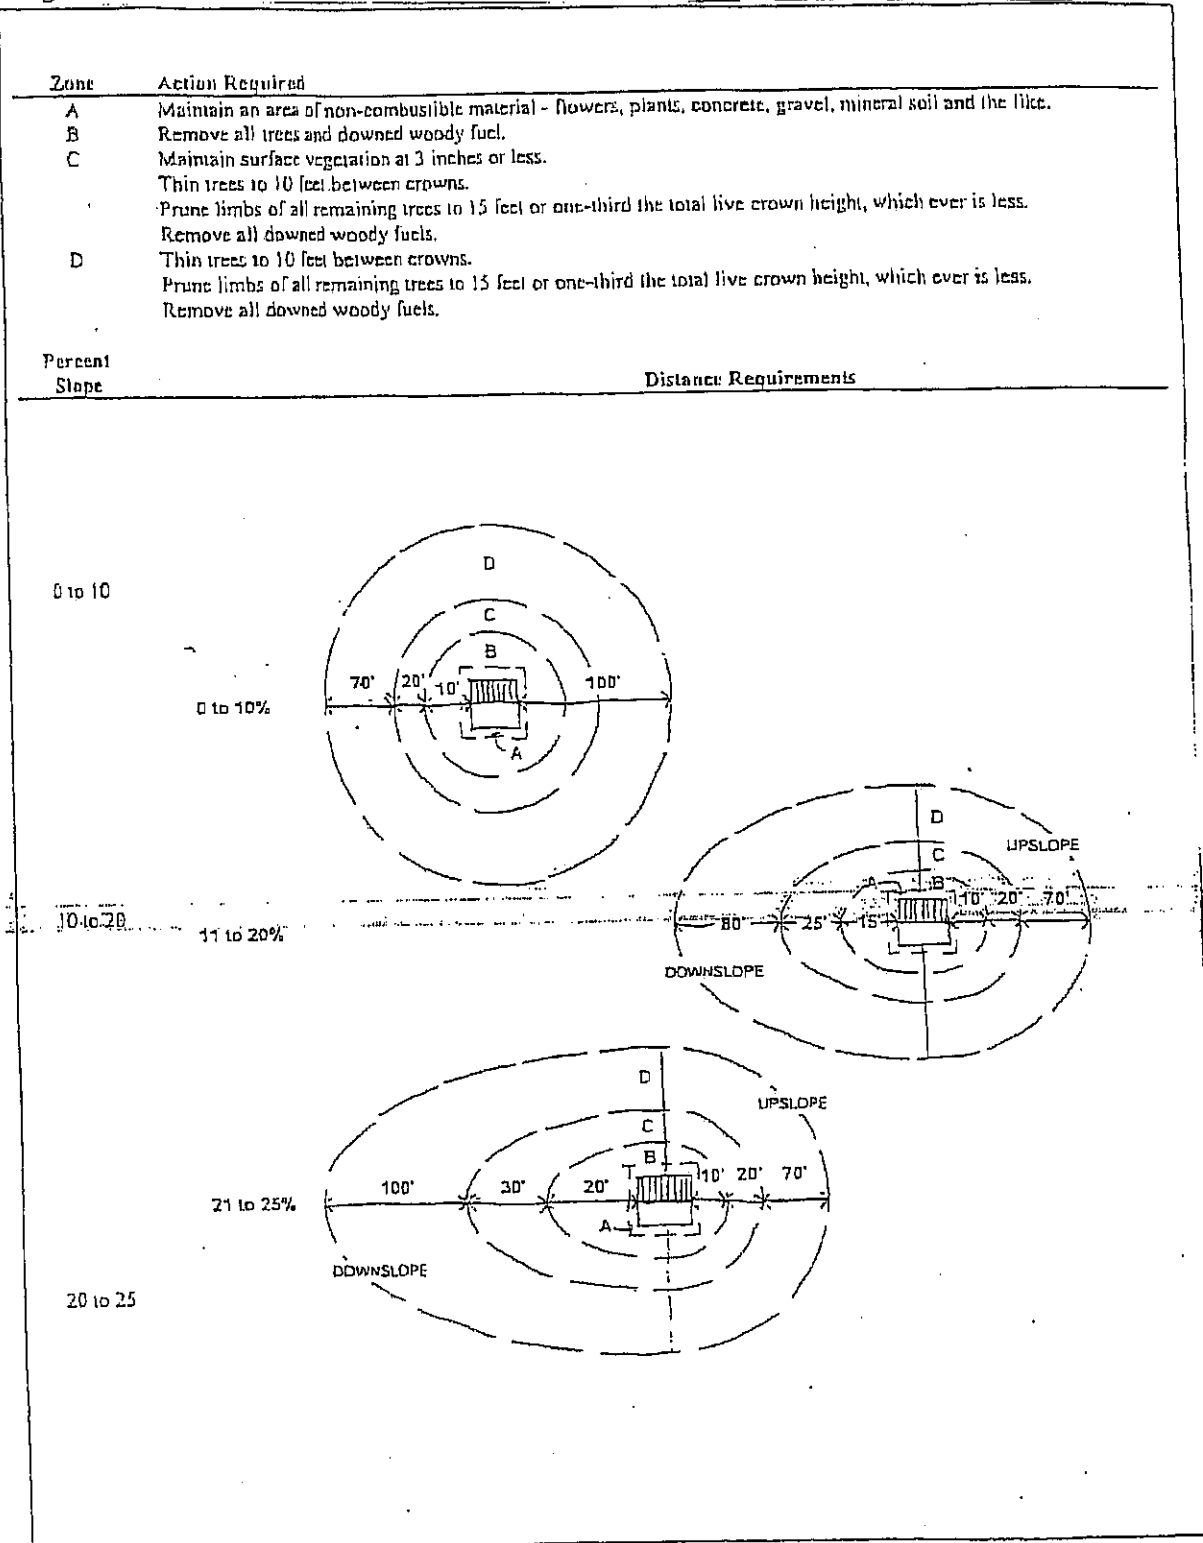 Zone Action Required
A Maintain an area of non-combustible material - flowers, plants, concrete, gravel, mineral soil and the like.
B Remove all trees and downed woody fuel.
C Maintain surface vegetation at 3 inches or less.
Thin trees to 10 feet between crowns.
Prune limbs of all remaining trees to 15 feet or one-third the total live crown height, which ever is less.
Remove all downed woody fuels.
D Thin trees to 10 feet between crowns.
Prune limbs of all remaining trees to 15 feet or one-third the total live crown height, which ever is less.
Remove all downed woody fuels.
Percent
Slope Distance Requirements
0 to 10
D
C
B
70' 20' 10' 100'
0 to 10%
A
D
C UPSLOPE
A B
10' 20' 70'
10 to 20 11 to 20% 80' 25' 15'
DOWNSLOPE
D
UPSLOPE
C
B
100' 30' 20' 10' 20' 70'
21 to 25%
A
DOWNSLOPE
20 to 25